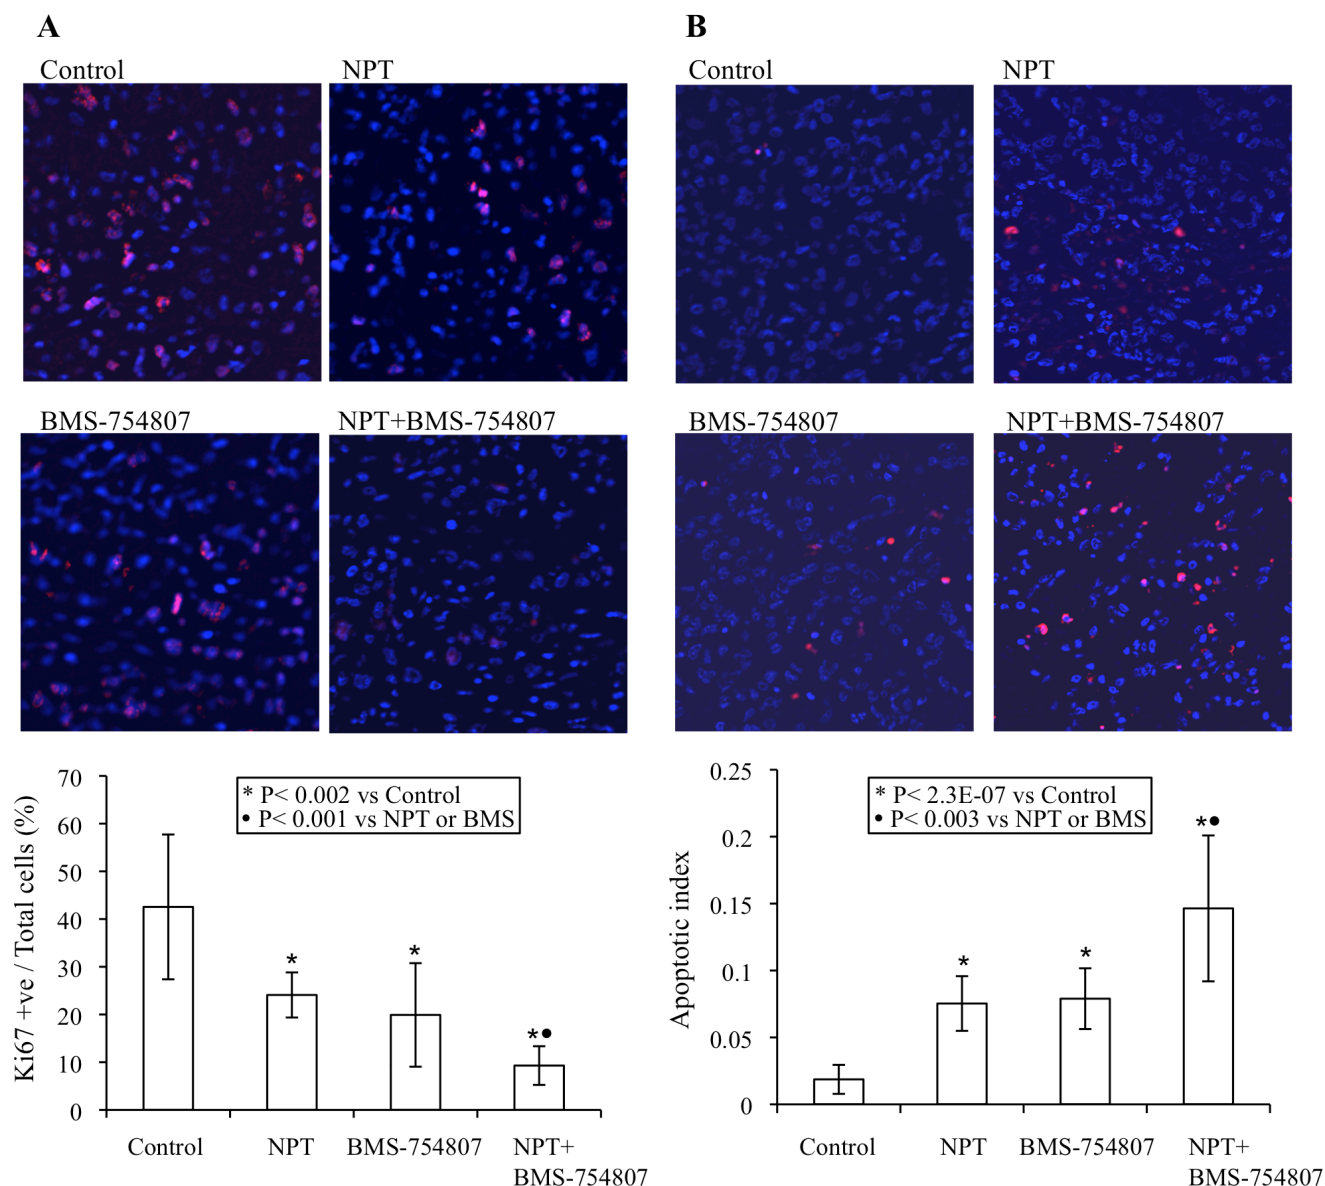 A
Control
NPT
BMS-754807
NPT+BMS-754807
70
60
50
40
30
20
10
0
Ki67 +ve / Total cells (%)
* P< 0.002 vs Control
• P< 0.001 vs NPT or BMS
*
*
*•
Control
NPT
BMS-754807
NPT+
BMS-754807
B
Control
NPT
BMS-754807
NPT+BMS-754807
0.25
0.2
0.15
0.1
0.05
0
Apoptotic index
* P< 2.3E-07 vs Control
• P< 0.003 vs NPT or BMS
*
*
*•
Control
NPT
BMS-754807
NPT+
BMS-754807